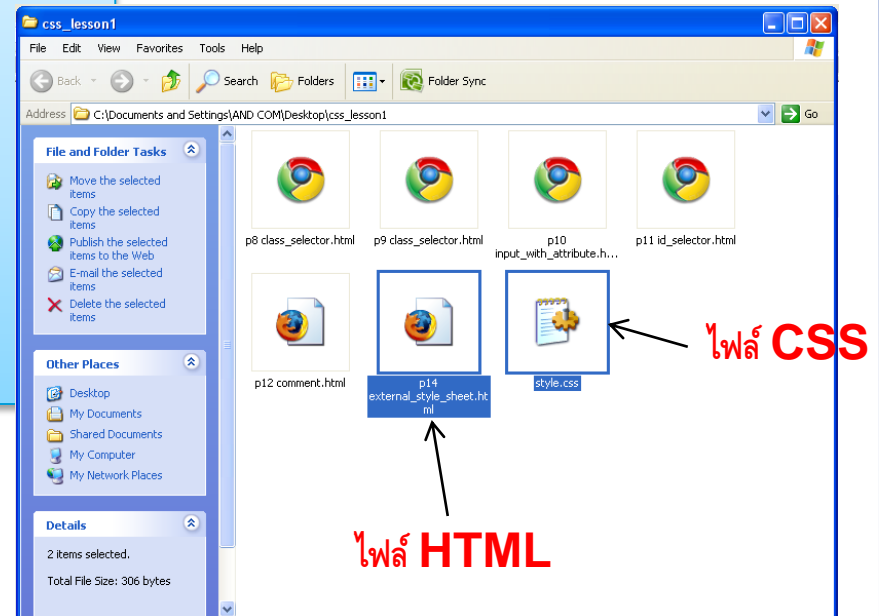 css_lesson1
File Edit View Favorites Tools Help
Back Search Folders Folder Sync
Address C:\Documents and Settings\AND COM\Desktop\css_lesson1 Go
File and Folder Tasks
Move the selected
items
Copy the selected
items
Publish the selected
items to the Web
E-mail the selected
items
Delete the selected
items
Other Places
Desktop
My Documents
Shared Documents
My Computer
My Network Places
Details
2 items selected.
Total File Size: 306 bytes
p8 class_selector.html
p9 class_selector.html
p10
input_with_attribute.h...
p11 id_selector.html
p12 comment.html
p14
external_style_sheet.ht
ml
style.css
ไฟล์ CSS
ไฟล์ HTML